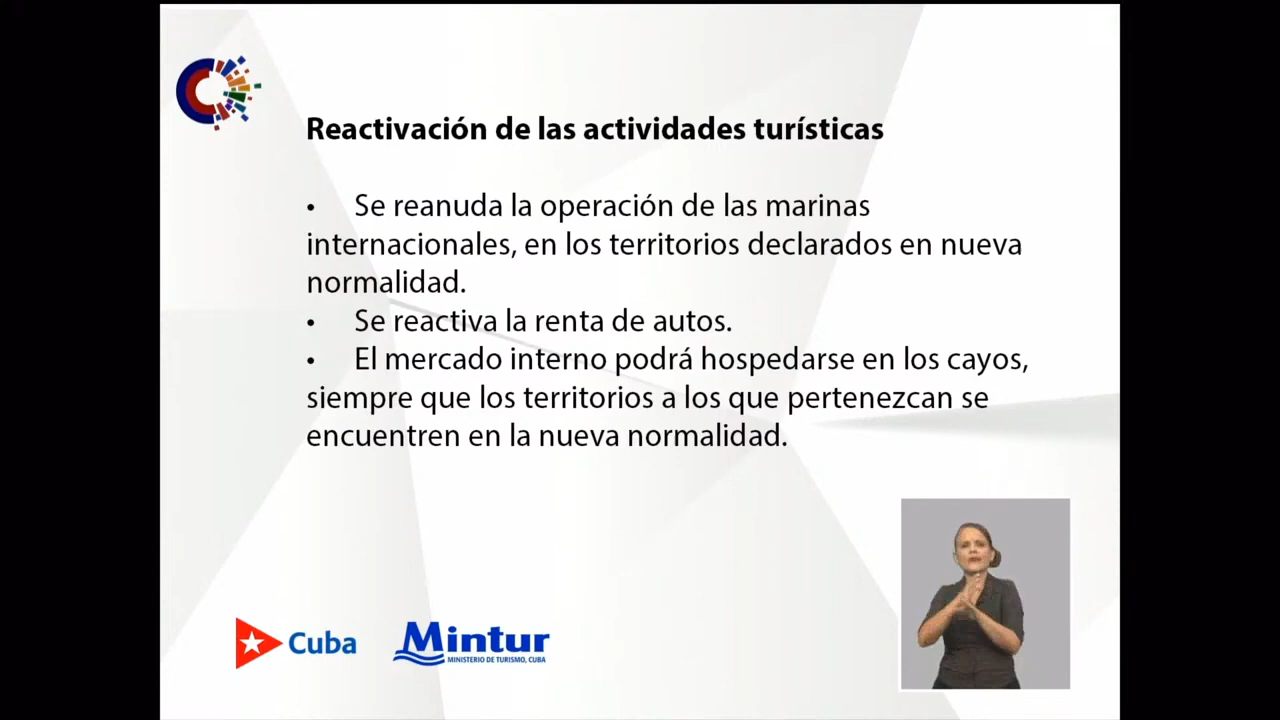 Reactivación de las actividades turísticas
• Se reanuda la operación de las marinas
internacionales, en los territorios declarados en nueva
normalidad.
• Se reactiva la renta de autos.
• El mercado interno podrá hospedarse en los cayos,
siempre que los territorios a los que pertenezcan se
encuentren en la nueva normalidad.
Cuba
Mintur
MINISTERIO DE TURISMO, CUBA